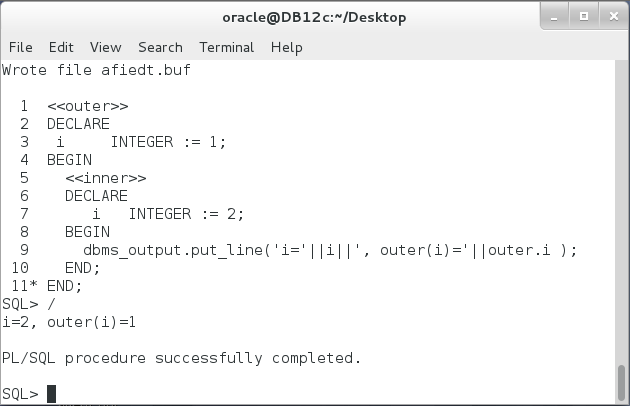 oracle@DB12c:~/Desktop
File Edit View Search Terminal Help
Wrote file afiedt.buf
  1  <<outer>>
  2  DECLARE
  3   i     INTEGER := 1;
  4  BEGIN
  5    <<inner>>
  6    DECLARE
  7       i   INTEGER := 2;
  8    BEGIN
  9      dbms_output.put_line('i='||i||', outer(i)='||outer.i );
 10    END;
 11* END;
SQL> /
i=2, outer(i)=1
PL/SQL procedure successfully completed.
SQL>